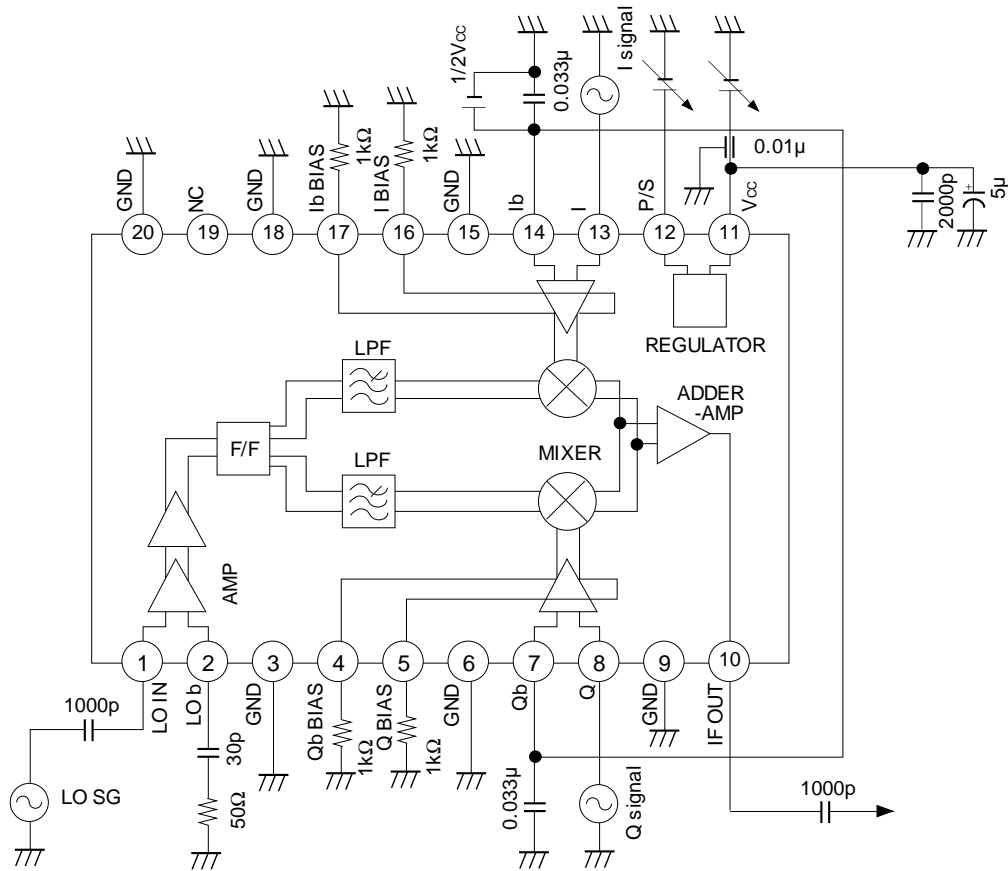 1/2Vcc
0.033µ
I signal
Ib BIAS
1kΩ
I BIAS
1kΩ
0.01µ
2000p
+
5µ
GND
NC
GND
GND
Ib
I
P/S
Vcc
20
19
18
17
16
15
14
13
12
11
REGULATOR
LPF
ADDER
-AMP
F/F
LPF
MIXER
AMP
1
2
3
4
5
6
7
8
9
10
LO IN
LO b
GND
Qb BIAS
Q BIAS
GND
Qb
Q
GND
IF OUT
1000p
30p
1kΩ
1kΩ
LO SG
50Ω
0.033µ
Q signal
1000p